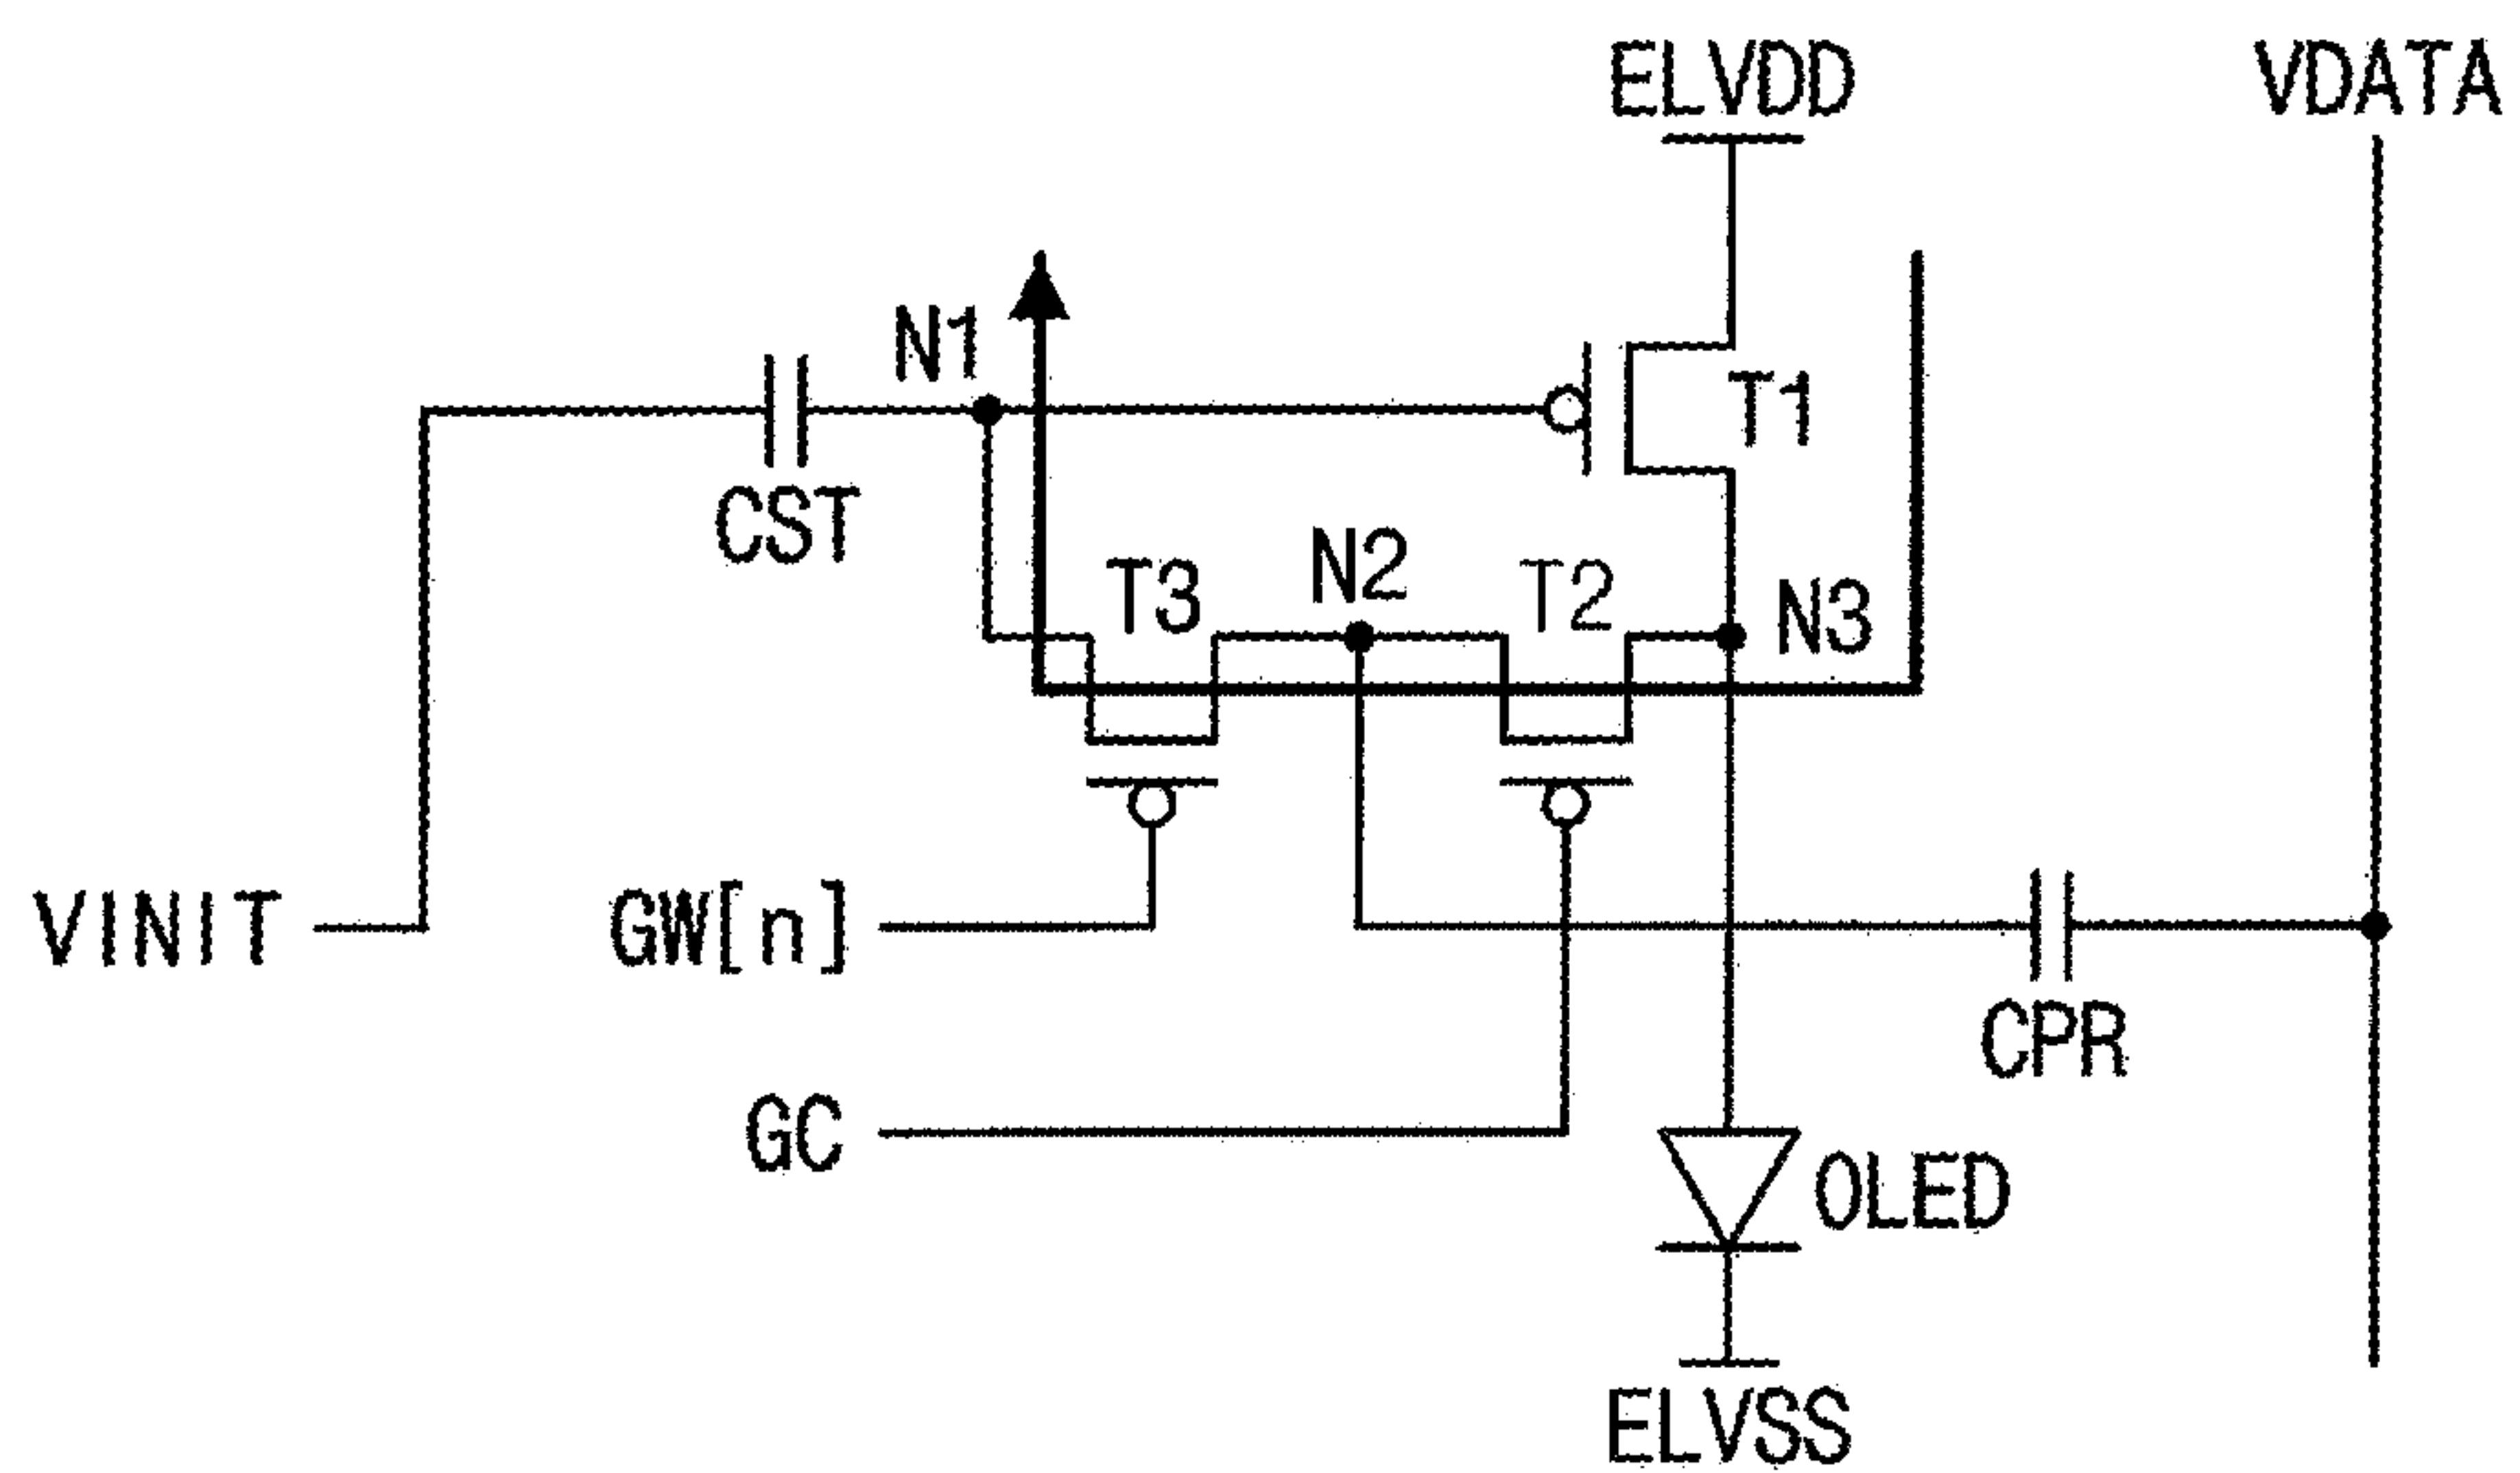 ELVDD
VDATA
N1
T1
CST
T3
N2
T2
N3
VINIT
GW[n]
CPR
GC
OLED
ELVSS